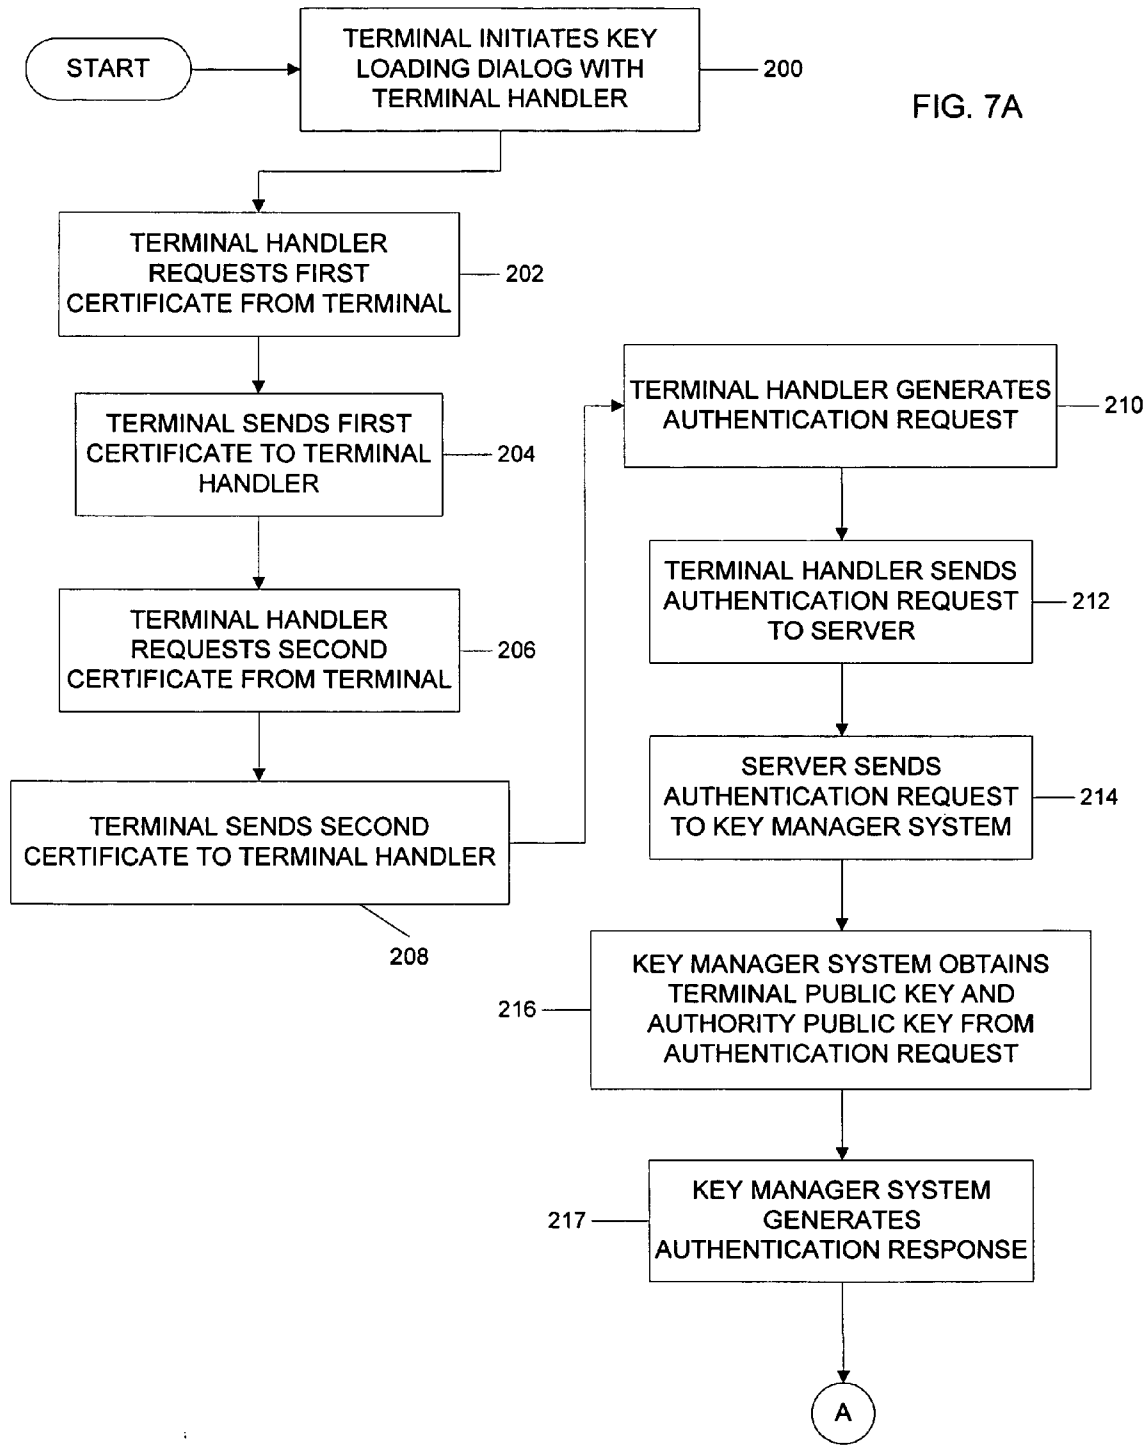 START
TERMINAL INITIATES KEY
LOADING DIALOG WITH
TERMINAL HANDLER
200
FIG. 7A
TERMINAL HANDLER
REQUESTS FIRST
CERTIFICATE FROM TERMINAL
202
TERMINAL SENDS FIRST
CERTIFICATE TO TERMINAL
HANDLER
204
TERMINAL HANDLER
REQUESTS SECOND
CERTIFICATE FROM TERMINAL
206
TERMINAL SENDS SECOND
CERTIFICATE TO TERMINAL HANDLER
208
TERMINAL HANDLER GENERATES
AUTHENTICATION REQUEST
210
TERMINAL HANDLER SENDS
AUTHENTICATION REQUEST
TO SERVER
212
SERVER SENDS
AUTHENTICATION REQUEST
TO KEY MANAGER SYSTEM
214
KEY MANAGER SYSTEM OBTAINS
TERMINAL PUBLIC KEY AND
AUTHORITY PUBLIC KEY FROM
AUTHENTICATION REQUEST
216
KEY MANAGER SYSTEM
GENERATES
AUTHENTICATION RESPONSE
217
A